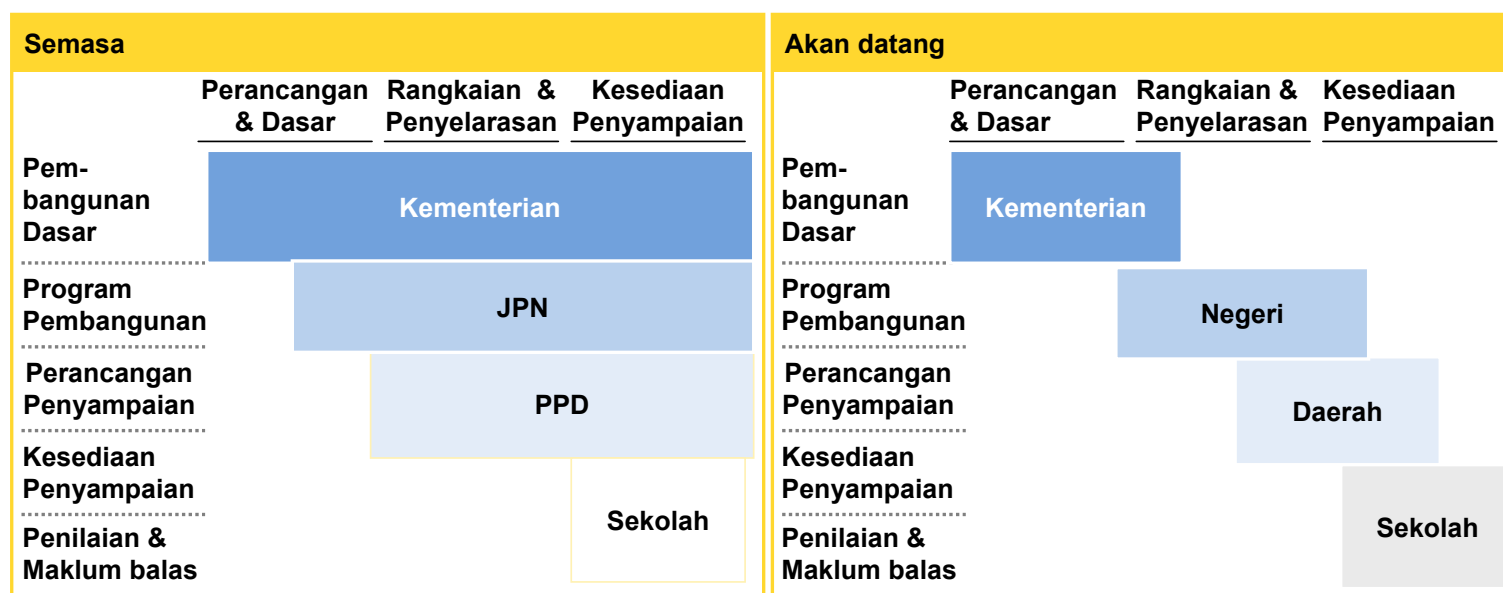 Semasa
Perancangan
& Dasar
Rangkaian &
Penyelarasan
Kesediaan
Penyampaian
Pem-
bangunan
Dasar
Kementerian
Program
Pembangunan
JPN
Perancangan
Penyampaian
PPD
Kesediaan
Penyampaian
Sekolah
Penilaian &
Maklum balas
Akan datang
Perancangan
& Dasar
Rangkaian &
Penyelarasan
Kesediaan
Penyampaian
Pem-
bangunan
Dasar
Kementerian
Program
Pembangunan
Negeri
Perancangan
Penyampaian
Daerah
Kesediaan
Penyampaian
Sekolah
Penilaian &
Maklum balas